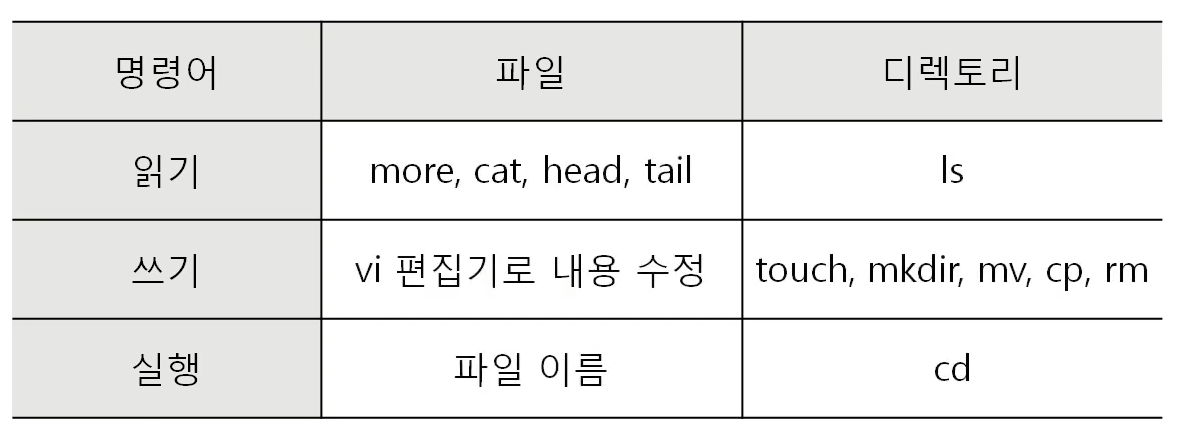 명령어 파일 디렉토리
읽기 more, cat, head, tail ls
쓰기 vi 편집기로 내용 수정 touch, mkdir, mv, cp, rm
실행 파일 이름 cd